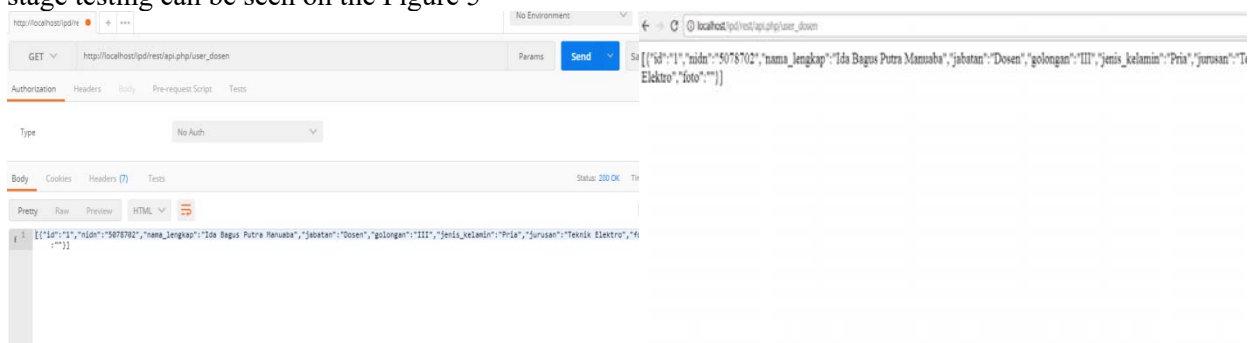 stage testing can be seen on the Figure 5
http://localhost/ipd/re + ...
No Environment
GET http://localhost/ipd/rest/api.php/user_dosen Params Send Sa
Authorization Headers Body Pre-request Script Tests
Type No Auth
Body Cookies Headers (7) Tests Status: 200 OK Tim
Pretty Raw Preview HTML
1 [{"id":"1","nidn":"5078702","nama_lengkap":"Ida Bagus Putra Manuaba","jabatan":"Dosen","golongan":"III","jenis_kelamin":"Pria","jurusan":"Teknik Elektro","fo
:""}]
localhost/ipd/rest/api.php/user_dosen
[{"id":"1","nidn":"5078702","nama_lengkap":"Ida Bagus Putra Manuaba","jabatan":"Dosen","golongan":"III","jenis_kelamin":"Pria","jurusan":"Te
Elektro","foto":""}]